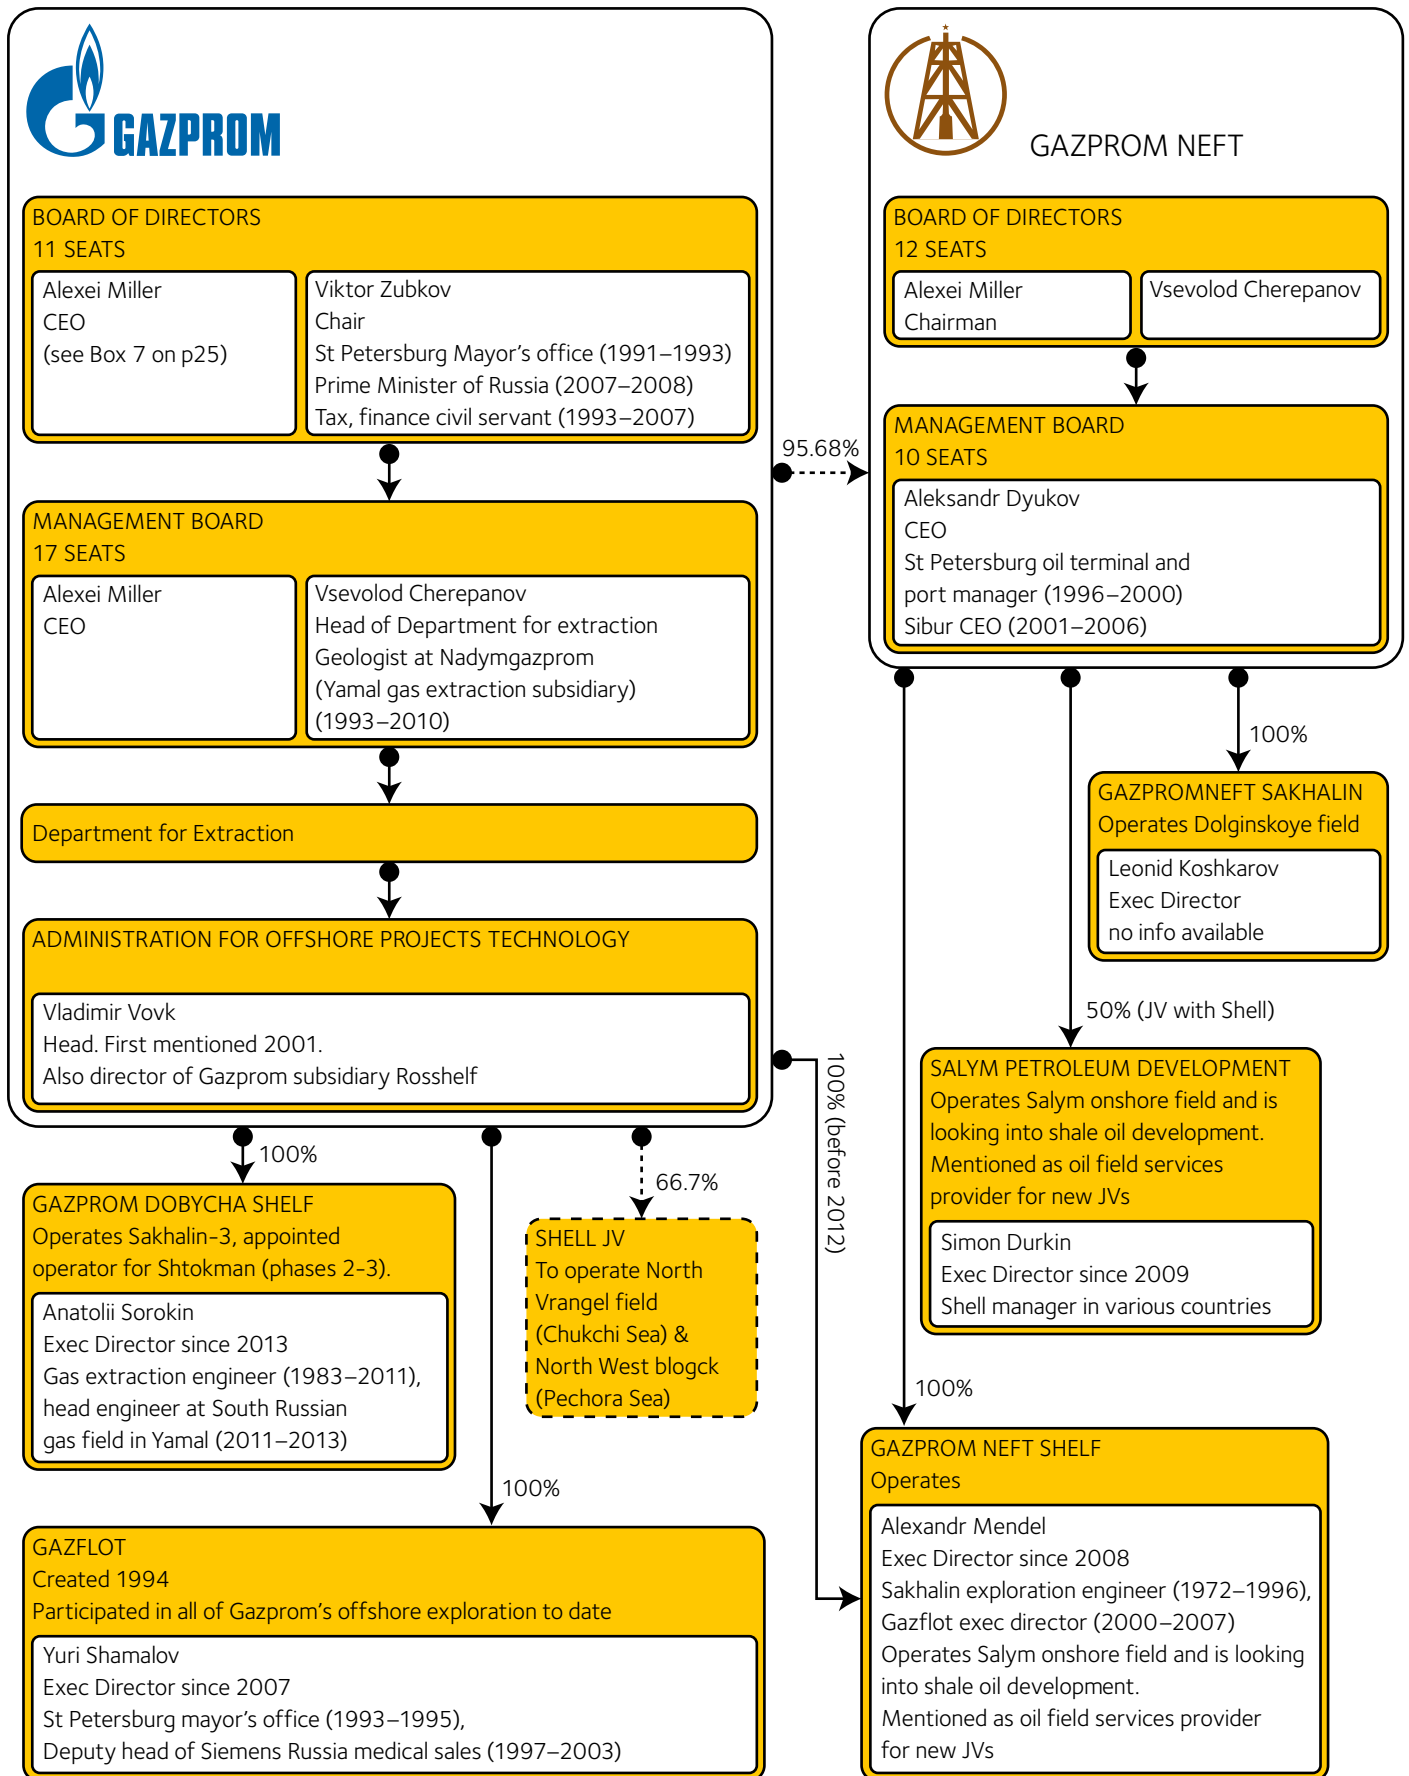 GAZPROM
BOARD OF DIRECTORS
11 SEATS
Alexei Miller
CEO
(see Box 7 on p25)
Viktor Zubkov
Chair
St Petersburg Mayor’s office (1991–1993)
Prime Minister of Russia (2007–2008)
Tax, finance civil servant (1993–2007)
MANAGEMENT BOARD
17 SEATS
Alexei Miller
CEO
Vsevolod Cherepanov
Head of Department for extraction
Geologist at Nadymgazprom
(Yamal gas extraction subsidiary)
(1993–2010)
Department for Extraction
ADMINISTRATION FOR OFFSHORE PROJECTS TECHNOLOGY
Vladimir Vovk
Head. First mentioned 2001.
Also director of Gazprom subsidiary Rosshelf
100%
GAZPROM DOBYCHA SHELF
Operates Sakhalin-3, appointed
operator for Shtokman (phases 2-3).
Anatolii Sorokin
Exec Director since 2013
Gas extraction engineer (1983–2011),
head engineer at South Russian
gas field in Yamal (2011–2013)
66.7%
SHELL JV
To operate North
Vrangel field
(Chukchi Sea) &
North West blogck
(Pechora Sea)
100%
GAZFLOT
Created 1994
Participated in all of Gazprom’s offshore exploration to date
Yuri Shamalov
Exec Director since 2007
St Petersburg mayor’s office (1993–1995),
Deputy head of Siemens Russia medical sales (1997–2003)
95.68%
100% (before 2012)
GAZPROM NEFT
BOARD OF DIRECTORS
12 SEATS
Alexei Miller
Chairman
Vsevolod Cherepanov
MANAGEMENT BOARD
10 SEATS
Aleksandr Dyukov
CEO
St Petersburg oil terminal and
port manager (1996–2000)
Sibur CEO (2001–2006)
100%
GAZPROMNEFT SAKHALIN
Operates Dolginskoye field
Leonid Koshkarov
Exec Director
no info available
50% (JV with Shell)
SALYM PETROLEUM DEVELOPMENT
Operates Salym onshore field and is
looking into shale oil development.
Mentioned as oil field services
provider for new JVs
Simon Durkin
Exec Director since 2009
Shell manager in various countries
100%
GAZPROM NEFT SHELF
Operates
Alexandr Mendel
Exec Director since 2008
Sakhalin exploration engineer (1972–1996),
Gazflot exec director (2000–2007)
Operates Salym onshore field and is looking
into shale oil development.
Mentioned as oil field services provider
for new JVs